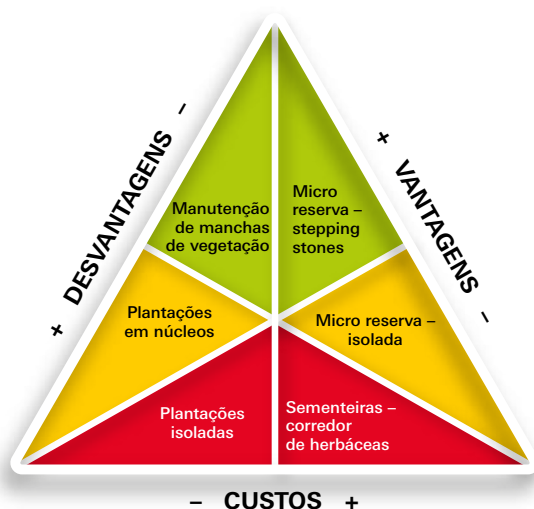 + DESVANTAGENS –
+ VANTAGENS –
Manutenção
de manchas
de vegetação
Micro
reserva –
stepping
stones
Plantações
em núcleos
Micro reserva –
isolada
Plantações
isoladas
Sementeiras –
corredor
de herbáceas
– CUSTOS +